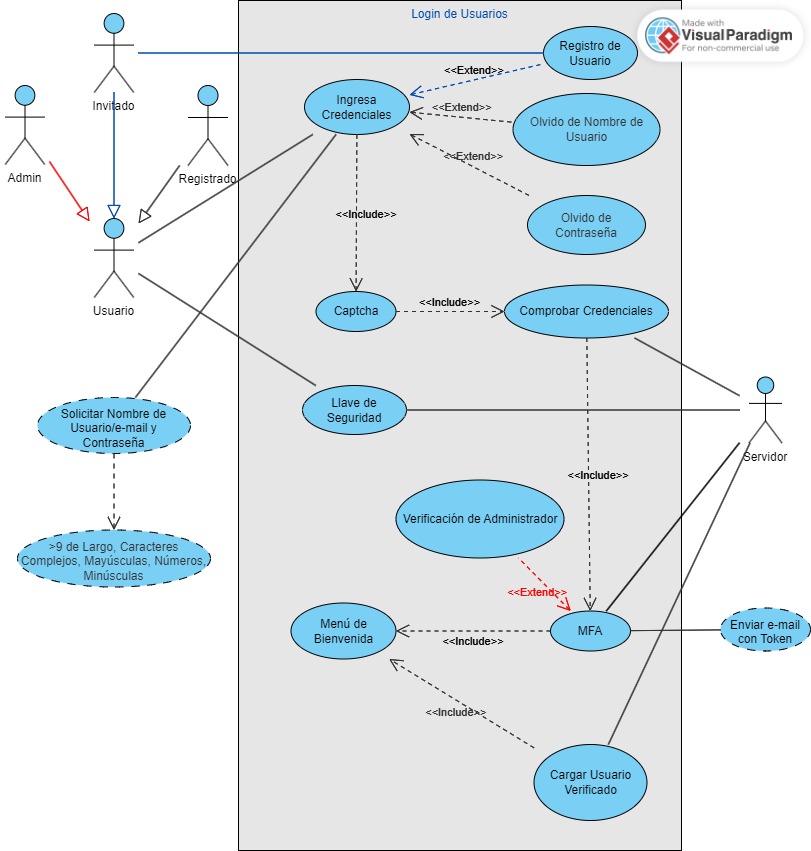 Login de Usuarios
Made with
VisualParadigm
For non-commercial use
Registro de
Usuario
<<Extend>>
Invitado
Ingresa
Credenciales
<<Extend>>
Olvido de Nombre de
Usuario
Admin
Registrado
<<Extend>>
<<Include>>
Olvido de
Contraseña
Usuario
Captcha
<<Include>>
Comprobar Credenciales
Llave de
Seguridad
Solicitar Nombre de
Usuario/e-mail y
Contraseña
Servidor
<<Include>>
Verificación de Administrador
>9 de Largo, Caracteres
Complejos, Mayúsculas, Números,
Minúsculas
<<Extend>>
Menú de
Bienvenida
<<Include>>
MFA
Enviar e-mail
con Token
<<Include>>
Cargar Usuario
Verificado